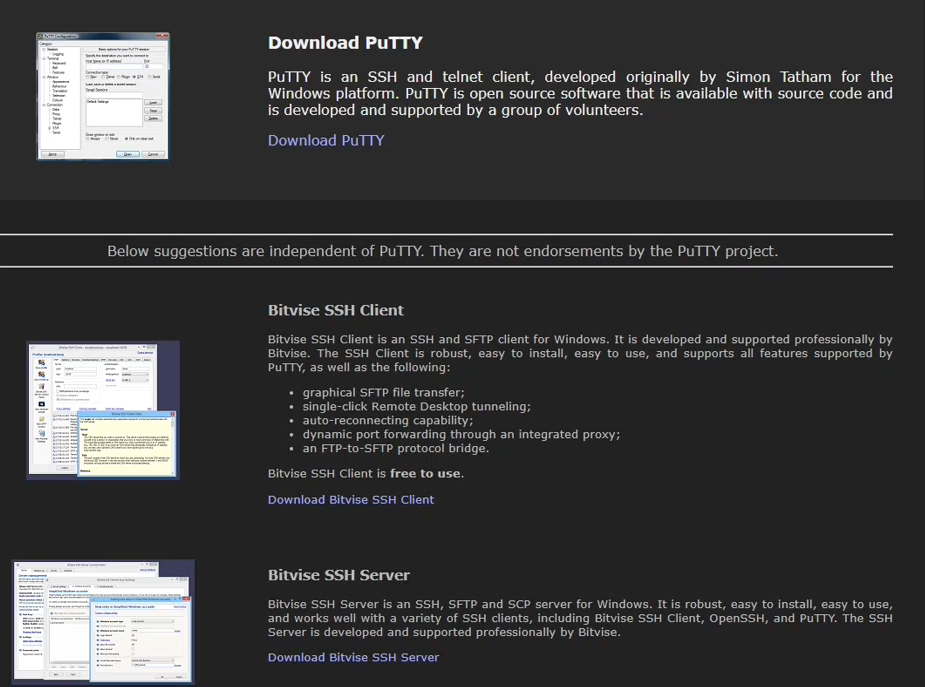 Download PuTTY
PuTTY is an SSH and telnet client, developed originally by Simon Tatham for the
Windows platform. PuTTY is open source software that is available with source code and
is developed and supported by a group of volunteers.
Download PuTTY
Below suggestions are independent of PuTTY. They are not endorsements by the PuTTY project.
Bitvise SSH Client
Bitvise SSH Client is an SSH and SFTP client for Windows. It is developed and supported professionally by
Bitvise. The SSH Client is robust, easy to install, easy to use, and supports all features supported by
PuTTY, as well as the following:
• graphical SFTP file transfer;
• single-click Remote Desktop tunneling;
• auto-reconnecting capability;
• dynamic port forwarding through an integrated proxy;
• an FTP-to-SFTP protocol bridge.
Bitvise SSH Client is free to use.
Download Bitvise SSH Client
Bitvise SSH Server
Bitvise SSH Server is an SSH, SFTP and SCP server for Windows. It is robust, easy to install, easy to use,
and works well with a variety of SSH clients, including Bitvise SSH Client, OpenSSH, and PuTTY. The SSH
Server is developed and supported professionally by Bitvise.
Download Bitvise SSH Server